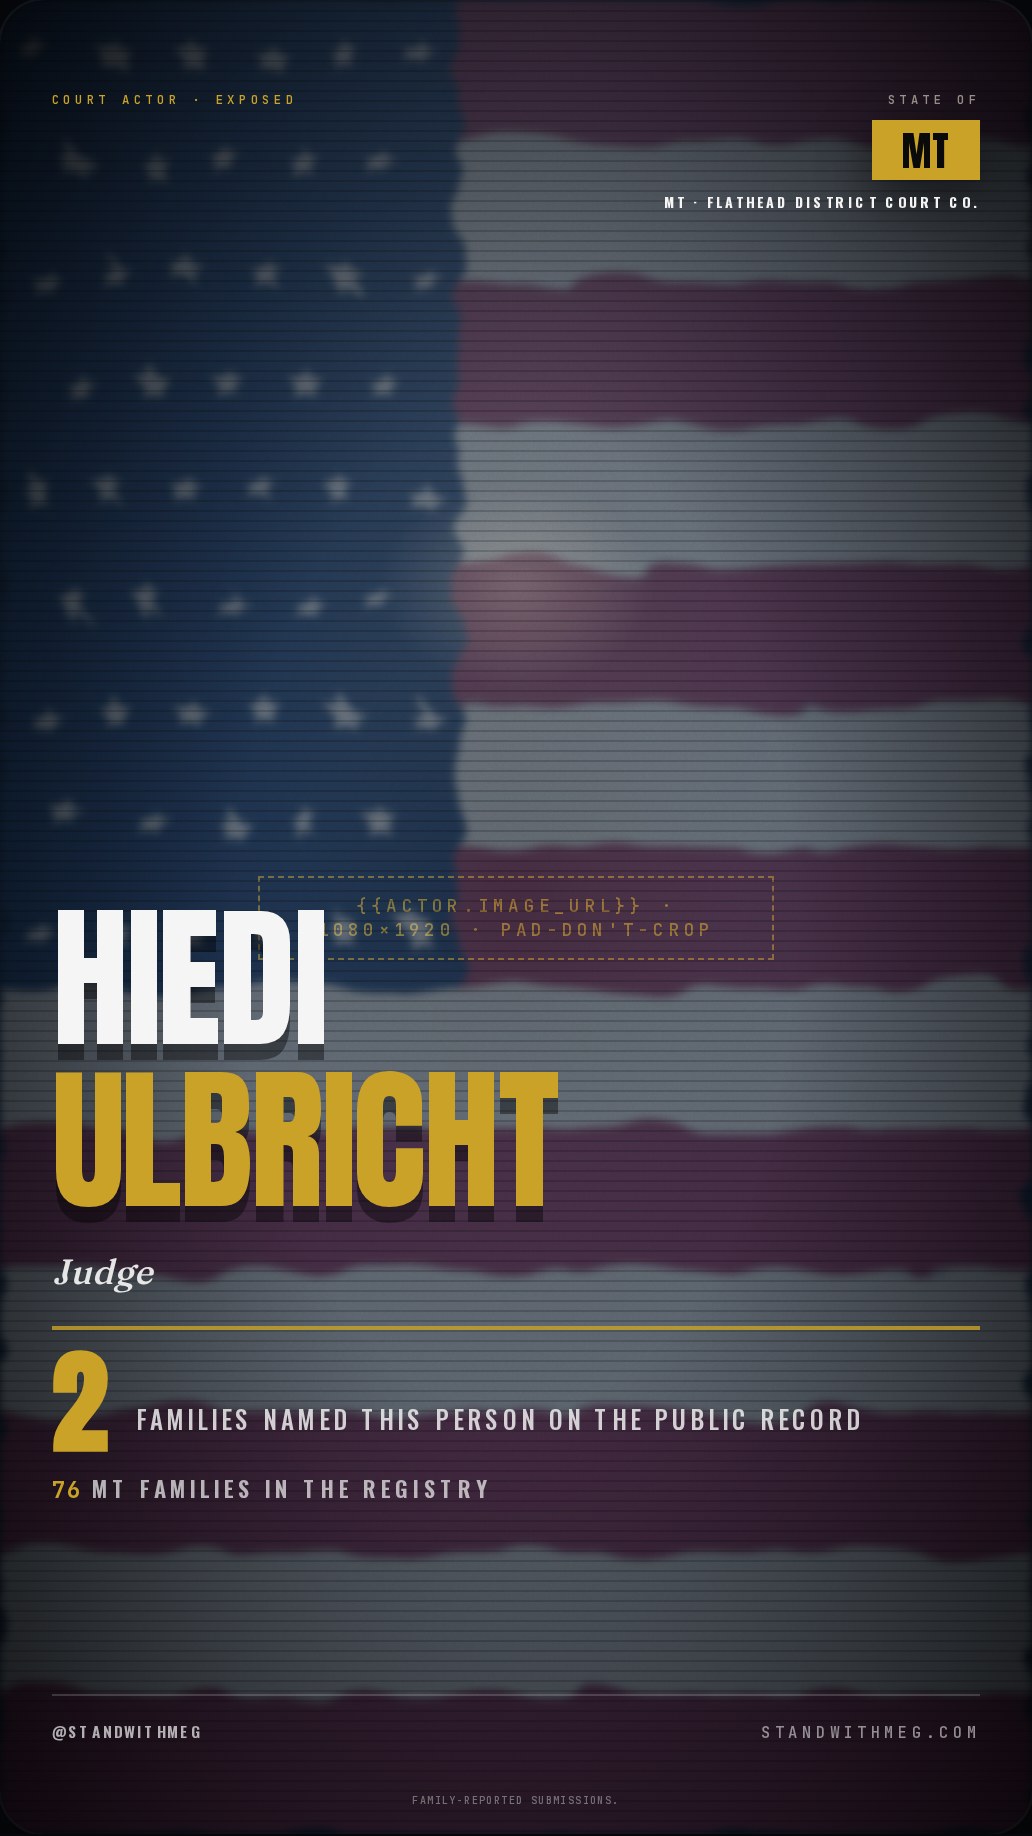 COURT ACTOR · EXPOSED
STATE OF
MT
MT · FLATHEAD DISTRICT COURT CO.
{{ACTOR.IMAGE_URL}} ·
1080×1920 · PAD-DON'T-CROP
HIEDI
ULBRICHT
Judge
2 FAMILIES NAMED THIS PERSON ON THE PUBLIC RECORD
76 MT FAMILIES IN THE REGISTRY
@STANDWITHMEG
STANDWITHMEG.COM
FAMILY-REPORTED SUBMISSIONS.